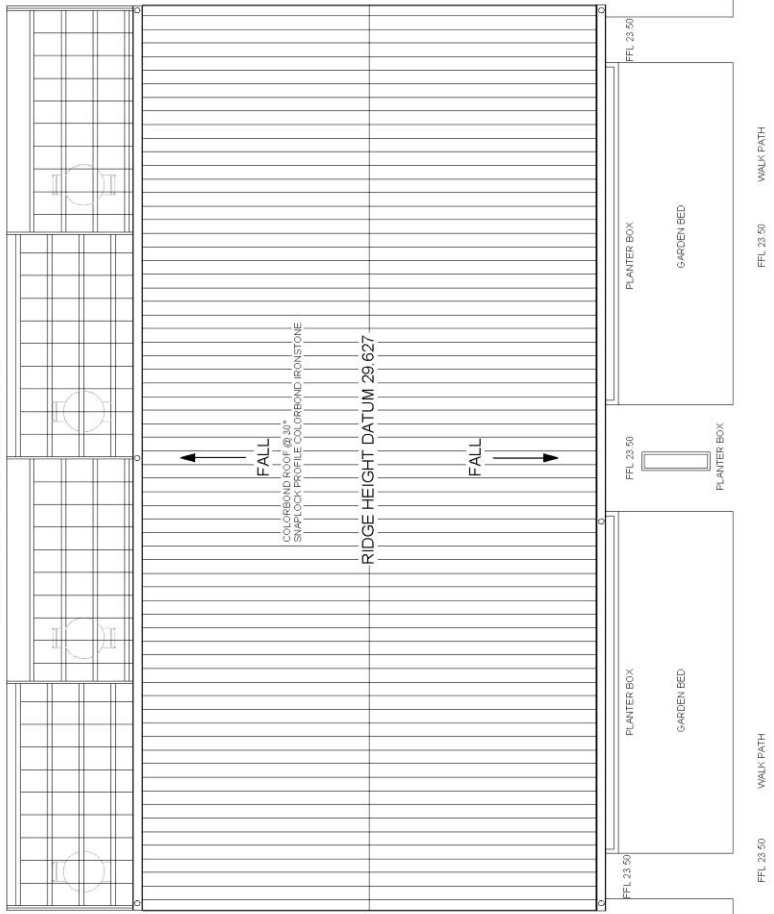 FFL 23.50
WALK PATH
PLANTER BOX
GARDEN BED
FFL 23.50
COLORBOND ROOF @ 30°
SNAPLOCK PROFILE COLORBOND IRONSTONE
RIDGE HEIGHT DATUM 29.627
FALL
FALL
FFL 23.50
PLANTER BOX
PLANTER BOX
GARDEN BED
WALK PATH
FFL 23.50
FFL 23.50